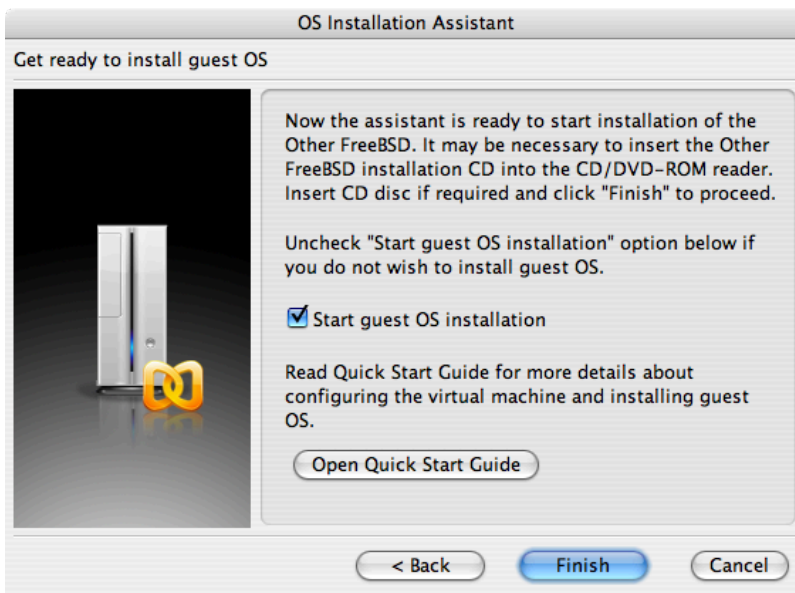 OS Installation Assistant
Get ready to install guest OS
Now the assistant is ready to start installation of the
Other FreeBSD. It may be necessary to insert the Other
FreeBSD installation CD into the CD/DVD-ROM reader.
Insert CD disc if required and click "Finish" to proceed.
Uncheck "Start guest OS installation" option below if
you do not wish to install guest OS.
Start guest OS installation
Read Quick Start Guide for more details about
configuring the virtual machine and installing guest
OS.
Open Quick Start Guide
< Back
Finish
Cancel